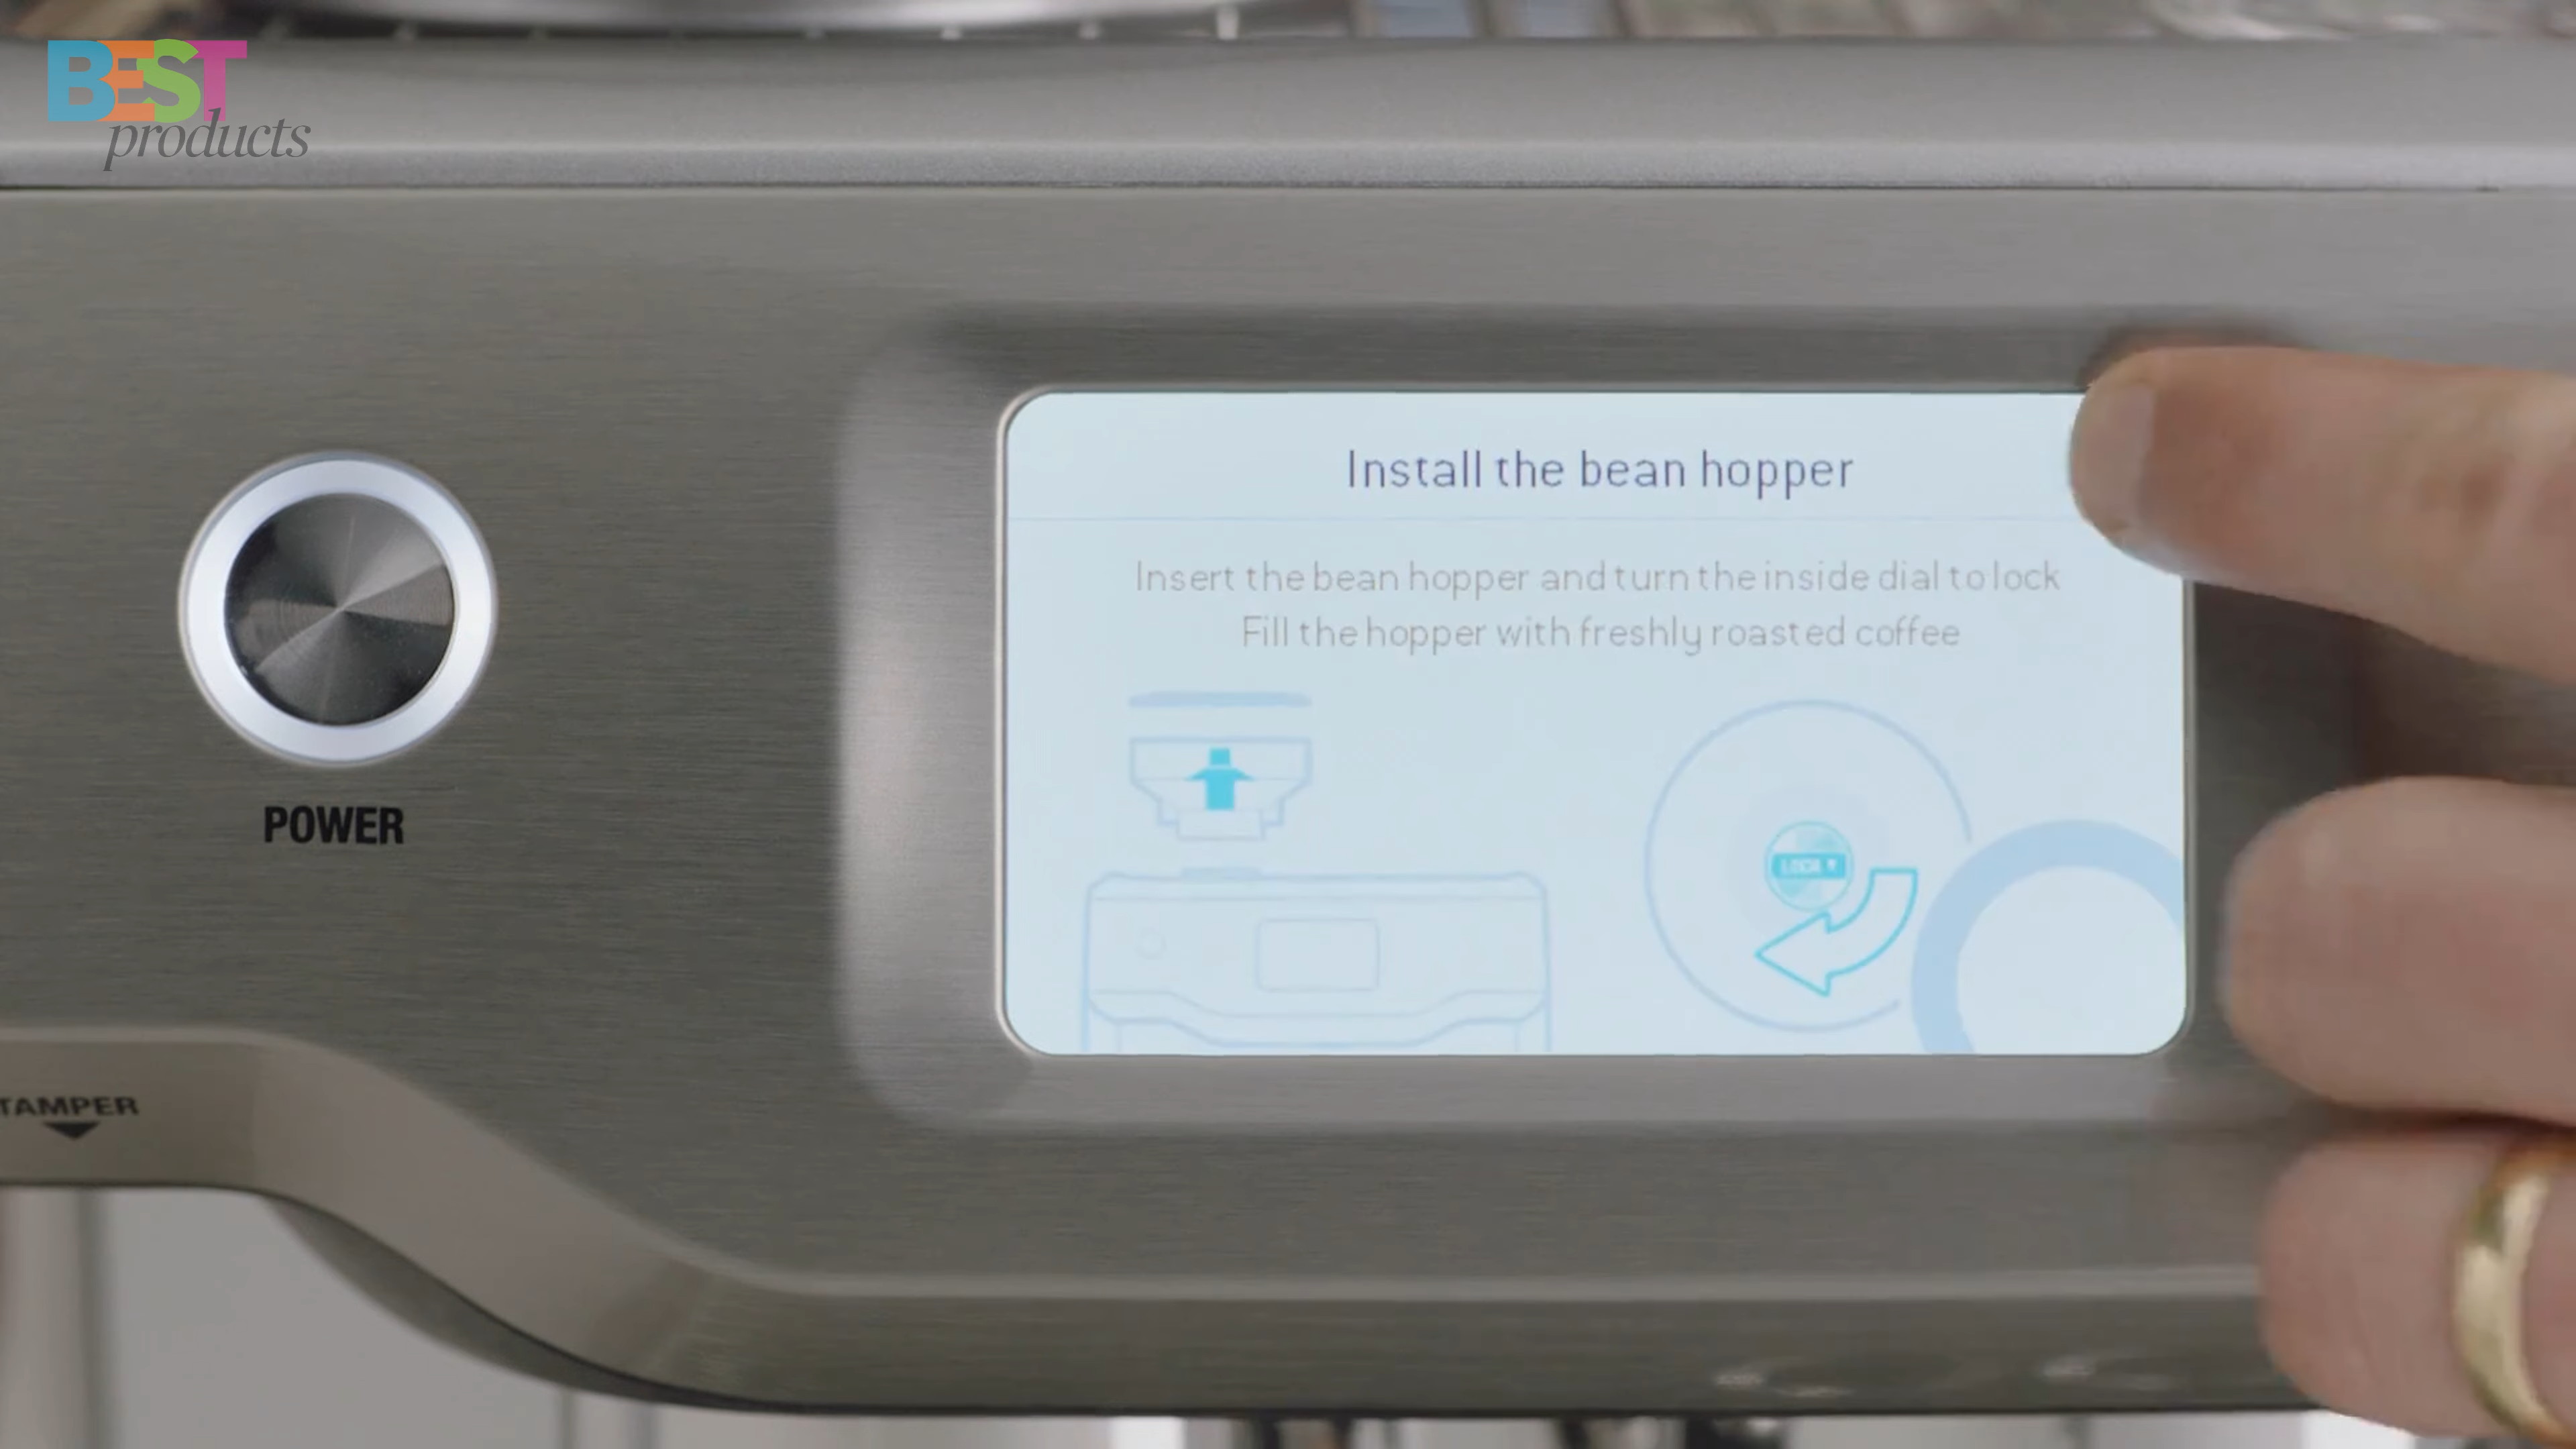 BEST
products
Install the bean hopper
Insert the bean hopper and turn the inside dial to lock
Fill the hopper with freshly roasted coffee
LOCK
POWER
TAMPER